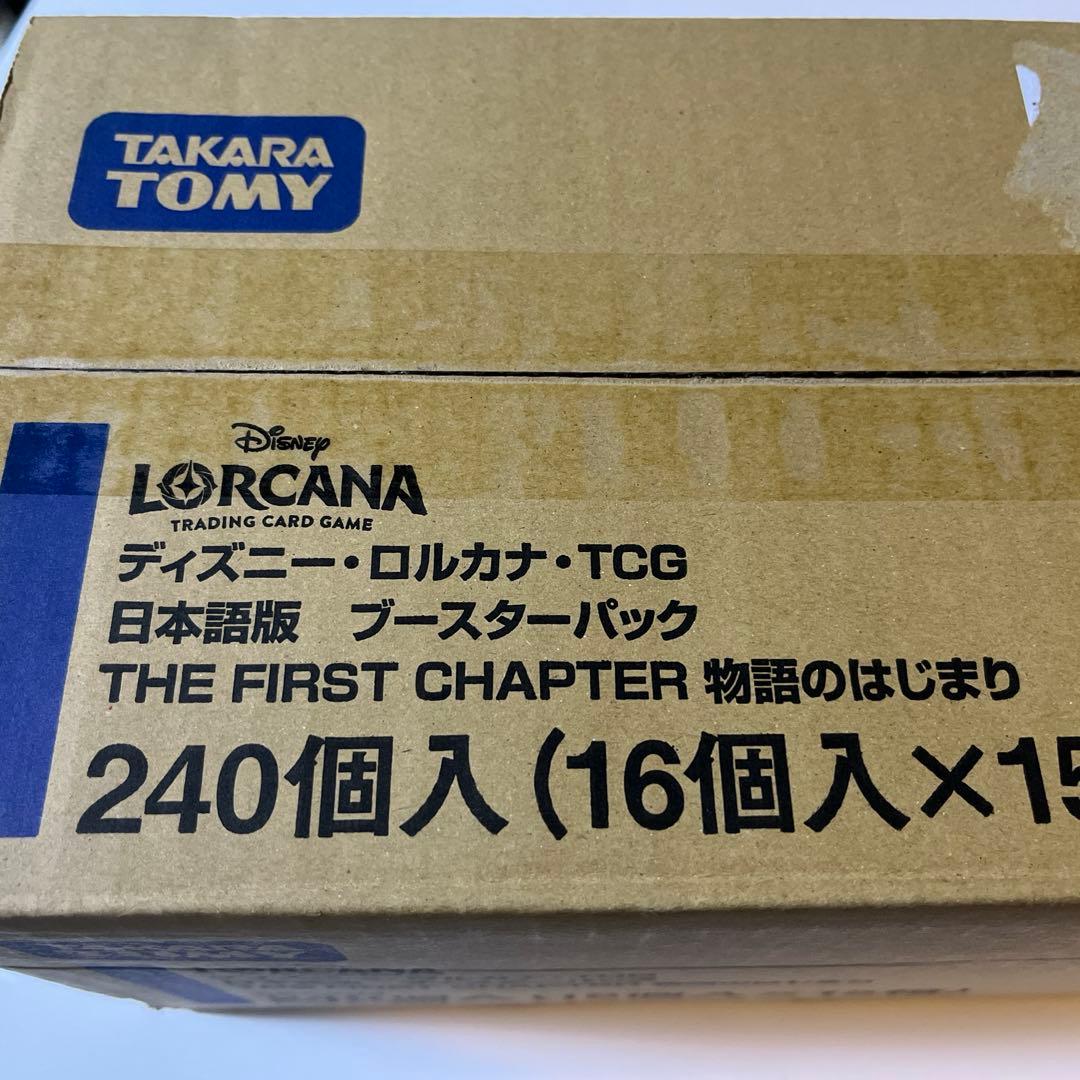 TAKARA
TOMY
Disney
LORCANA
TRADING CARD GAME
ディズニー・ロルカナ・TCG
日本語版　ブースターパック
THE FIRST CHAPTER 物語のはじまり
240個入(16個入×15